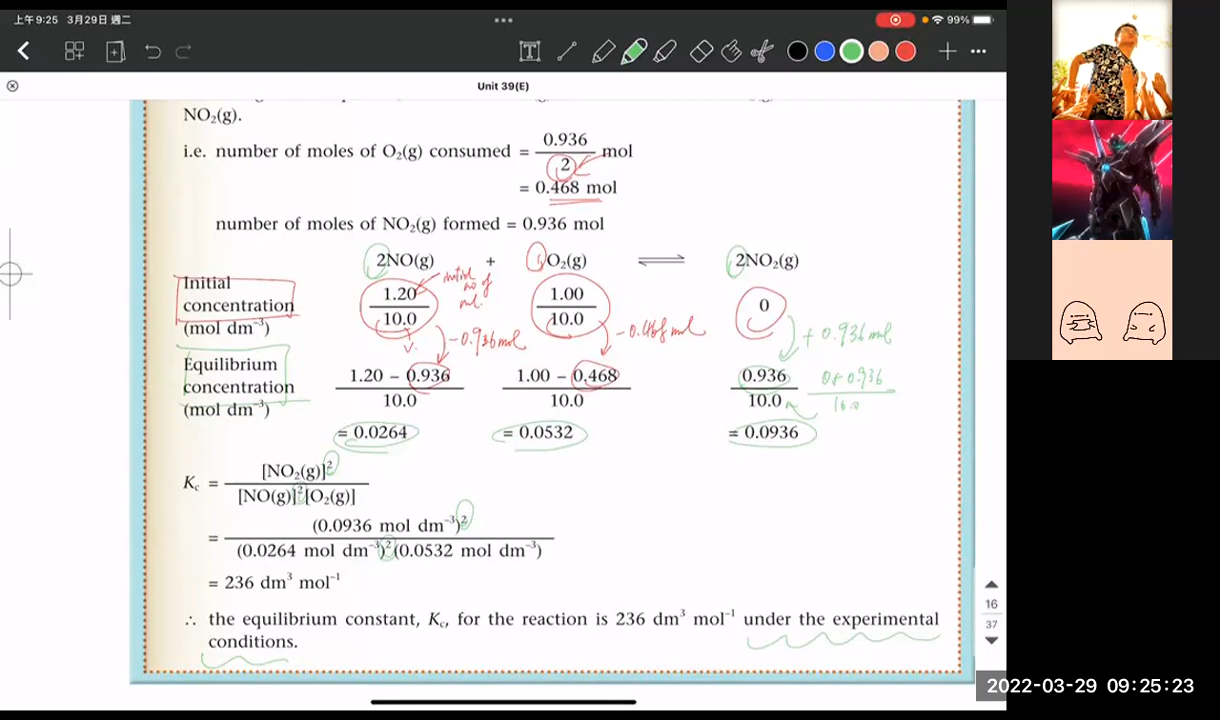 上午9:25 3月29日 週二
99%
Unit 39(E)
NO₂(g).
i.e. number of moles of O₂(g) consumed = 0.936 / 2 mol
= 0.468 mol
number of moles of NO₂(g) formed = 0.936 mol
2NO(g) + O₂(g) ⇌ 2NO₂(g)
initial no of
Initial concentration (mol dm⁻³) 1.20 / 10.0 1.00 / 10.0 0
-0.936 mol -0.468 mol +0.936 mol
Equilibrium concentration (mol dm⁻³) 1.20 − 0.936 / 10.0 1.00 − 0.468 / 10.0 0.936 / 10.0 0+0.936 / 10.0
= 0.0264 = 0.0532 = 0.0936
Kc = [NO₂(g)]² / [NO(g)]²[O₂(g)]
= (0.0936 mol dm⁻³)² / (0.0264 mol dm⁻³)²(0.0532 mol dm⁻³)
= 236 dm³ mol⁻¹
∴ the equilibrium constant, Kc, for the reaction is 236 dm³ mol⁻¹ under the experimental
conditions.
16
37
2022-03-29 09:25:23